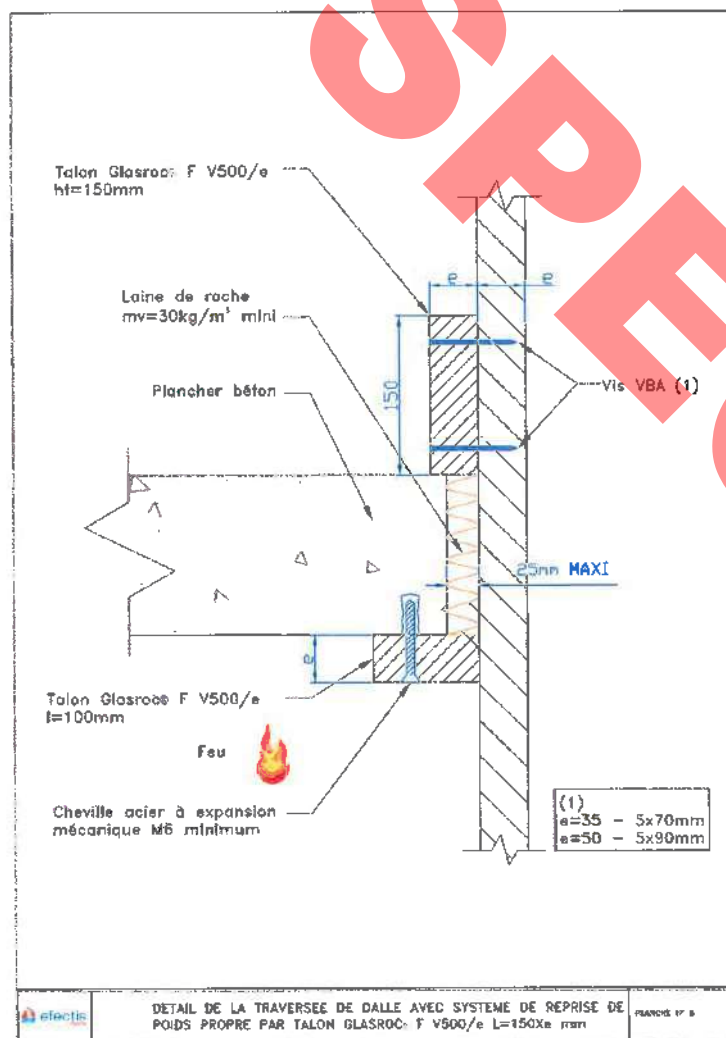 SPEC
Talon Glasroc® F V500/e
ht=150mm
Laine de roche
mv=30kg/m³ mini
Plancher béton
e
e
150
Vis VBA (1)
25mm MAXI
e
Talon Glasroc® F V500/e
l=100mm
Feu
Cheville acier à expansion
mécanique M6 minimum
(1)
e=35 - 5x70mm
e=50 - 5x90mm
efectis
DETAIL DE LA TRAVERSEE DE DALLE AVEC SYSTEME DE REPRISE DE
POIDS PROPRE PAR TALON GLASROC® F V500/e L=150Xe mm
PLANCHE N°